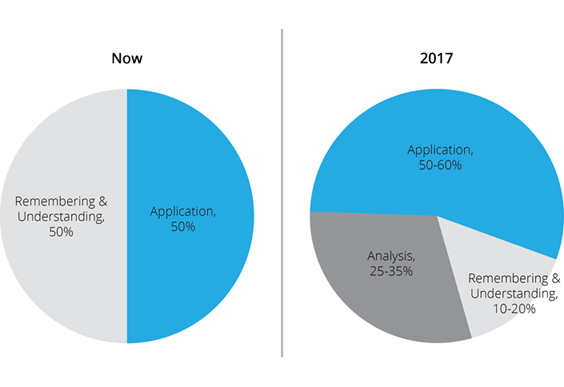 Now
Remembering &
Understanding,
50%
Application,
50%
2017
Application,
50-60%
Analysis,
25-35%
Remembering &
Understanding,
10-20%